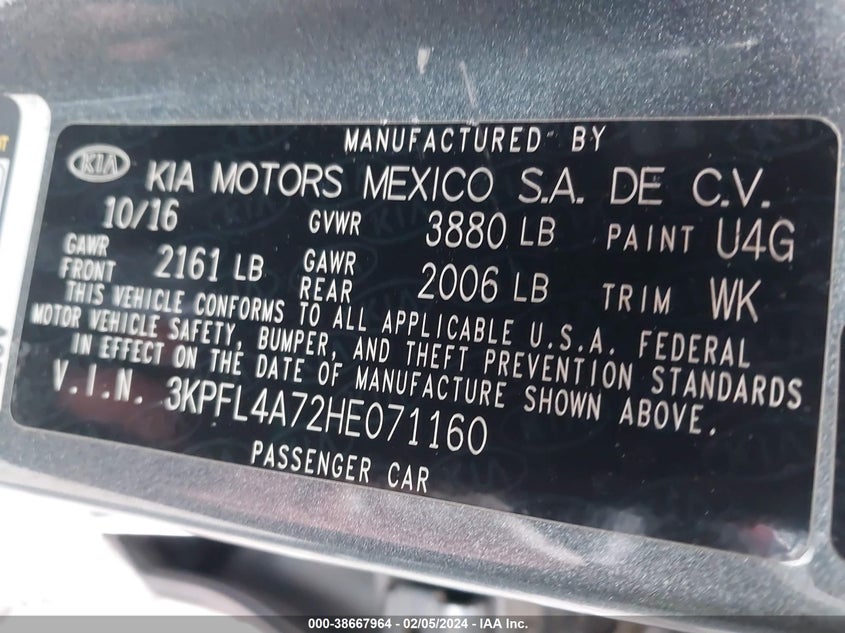 MANUFACTURED BY
KIA KIA MOTORS MEXICO S.A. DE C.V.
10/16 GVWR 3880 LB PAINT U4G
GAWR FRONT 2161 LB GAWR REAR 2006 LB TRIM WK
THIS VEHICLE CONFORMS TO ALL APPLICABLE U.S.A. FEDERAL
MOTOR VEHICLE SAFETY, BUMPER, AND THEFT PREVENTION STANDARDS
IN EFFECT ON THE DATE OF MANUFACTURE SHOWN ABOVE.
V.I.N. 3KPFL4A72HE071160
PASSENGER CAR
000-38667964 - 02/05/2024 - IAA Inc.